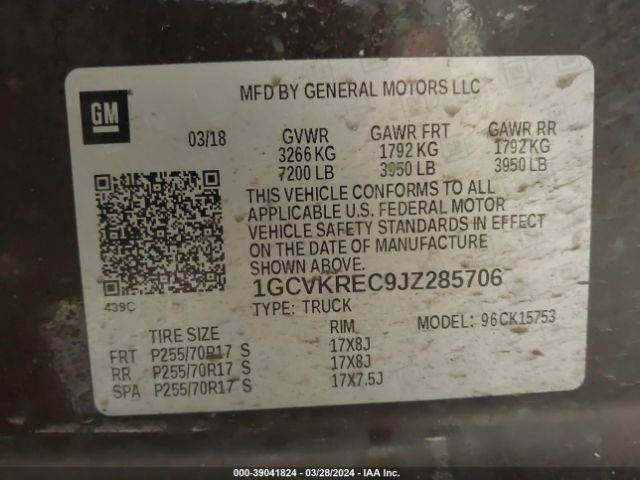 GM
MFD BY GENERAL MOTORS LLC
03/18 GVWR GAWR FRT GAWR RR
3266 KG 1792 KG 1792 KG
7200 LB 3950 LB 3950 LB
THIS VEHICLE CONFORMS TO ALL
APPLICABLE U.S. FEDERAL MOTOR
VEHICLE SAFETY STANDARDS IN EFFECT
ON THE DATE OF MANUFACTURE
SHOWN ABOVE.
439C
1GCVKREC9JZ285706
TYPE: TRUCK MODEL: 96CK15753
TIRE SIZE RIM
FRT P255/70R17 S 17X8J
RR P255/70R17 S 17X8J
SPA P255/70R17 S 17X7.5J
000-39041824 | 03/28/2024 - IAA Inc.